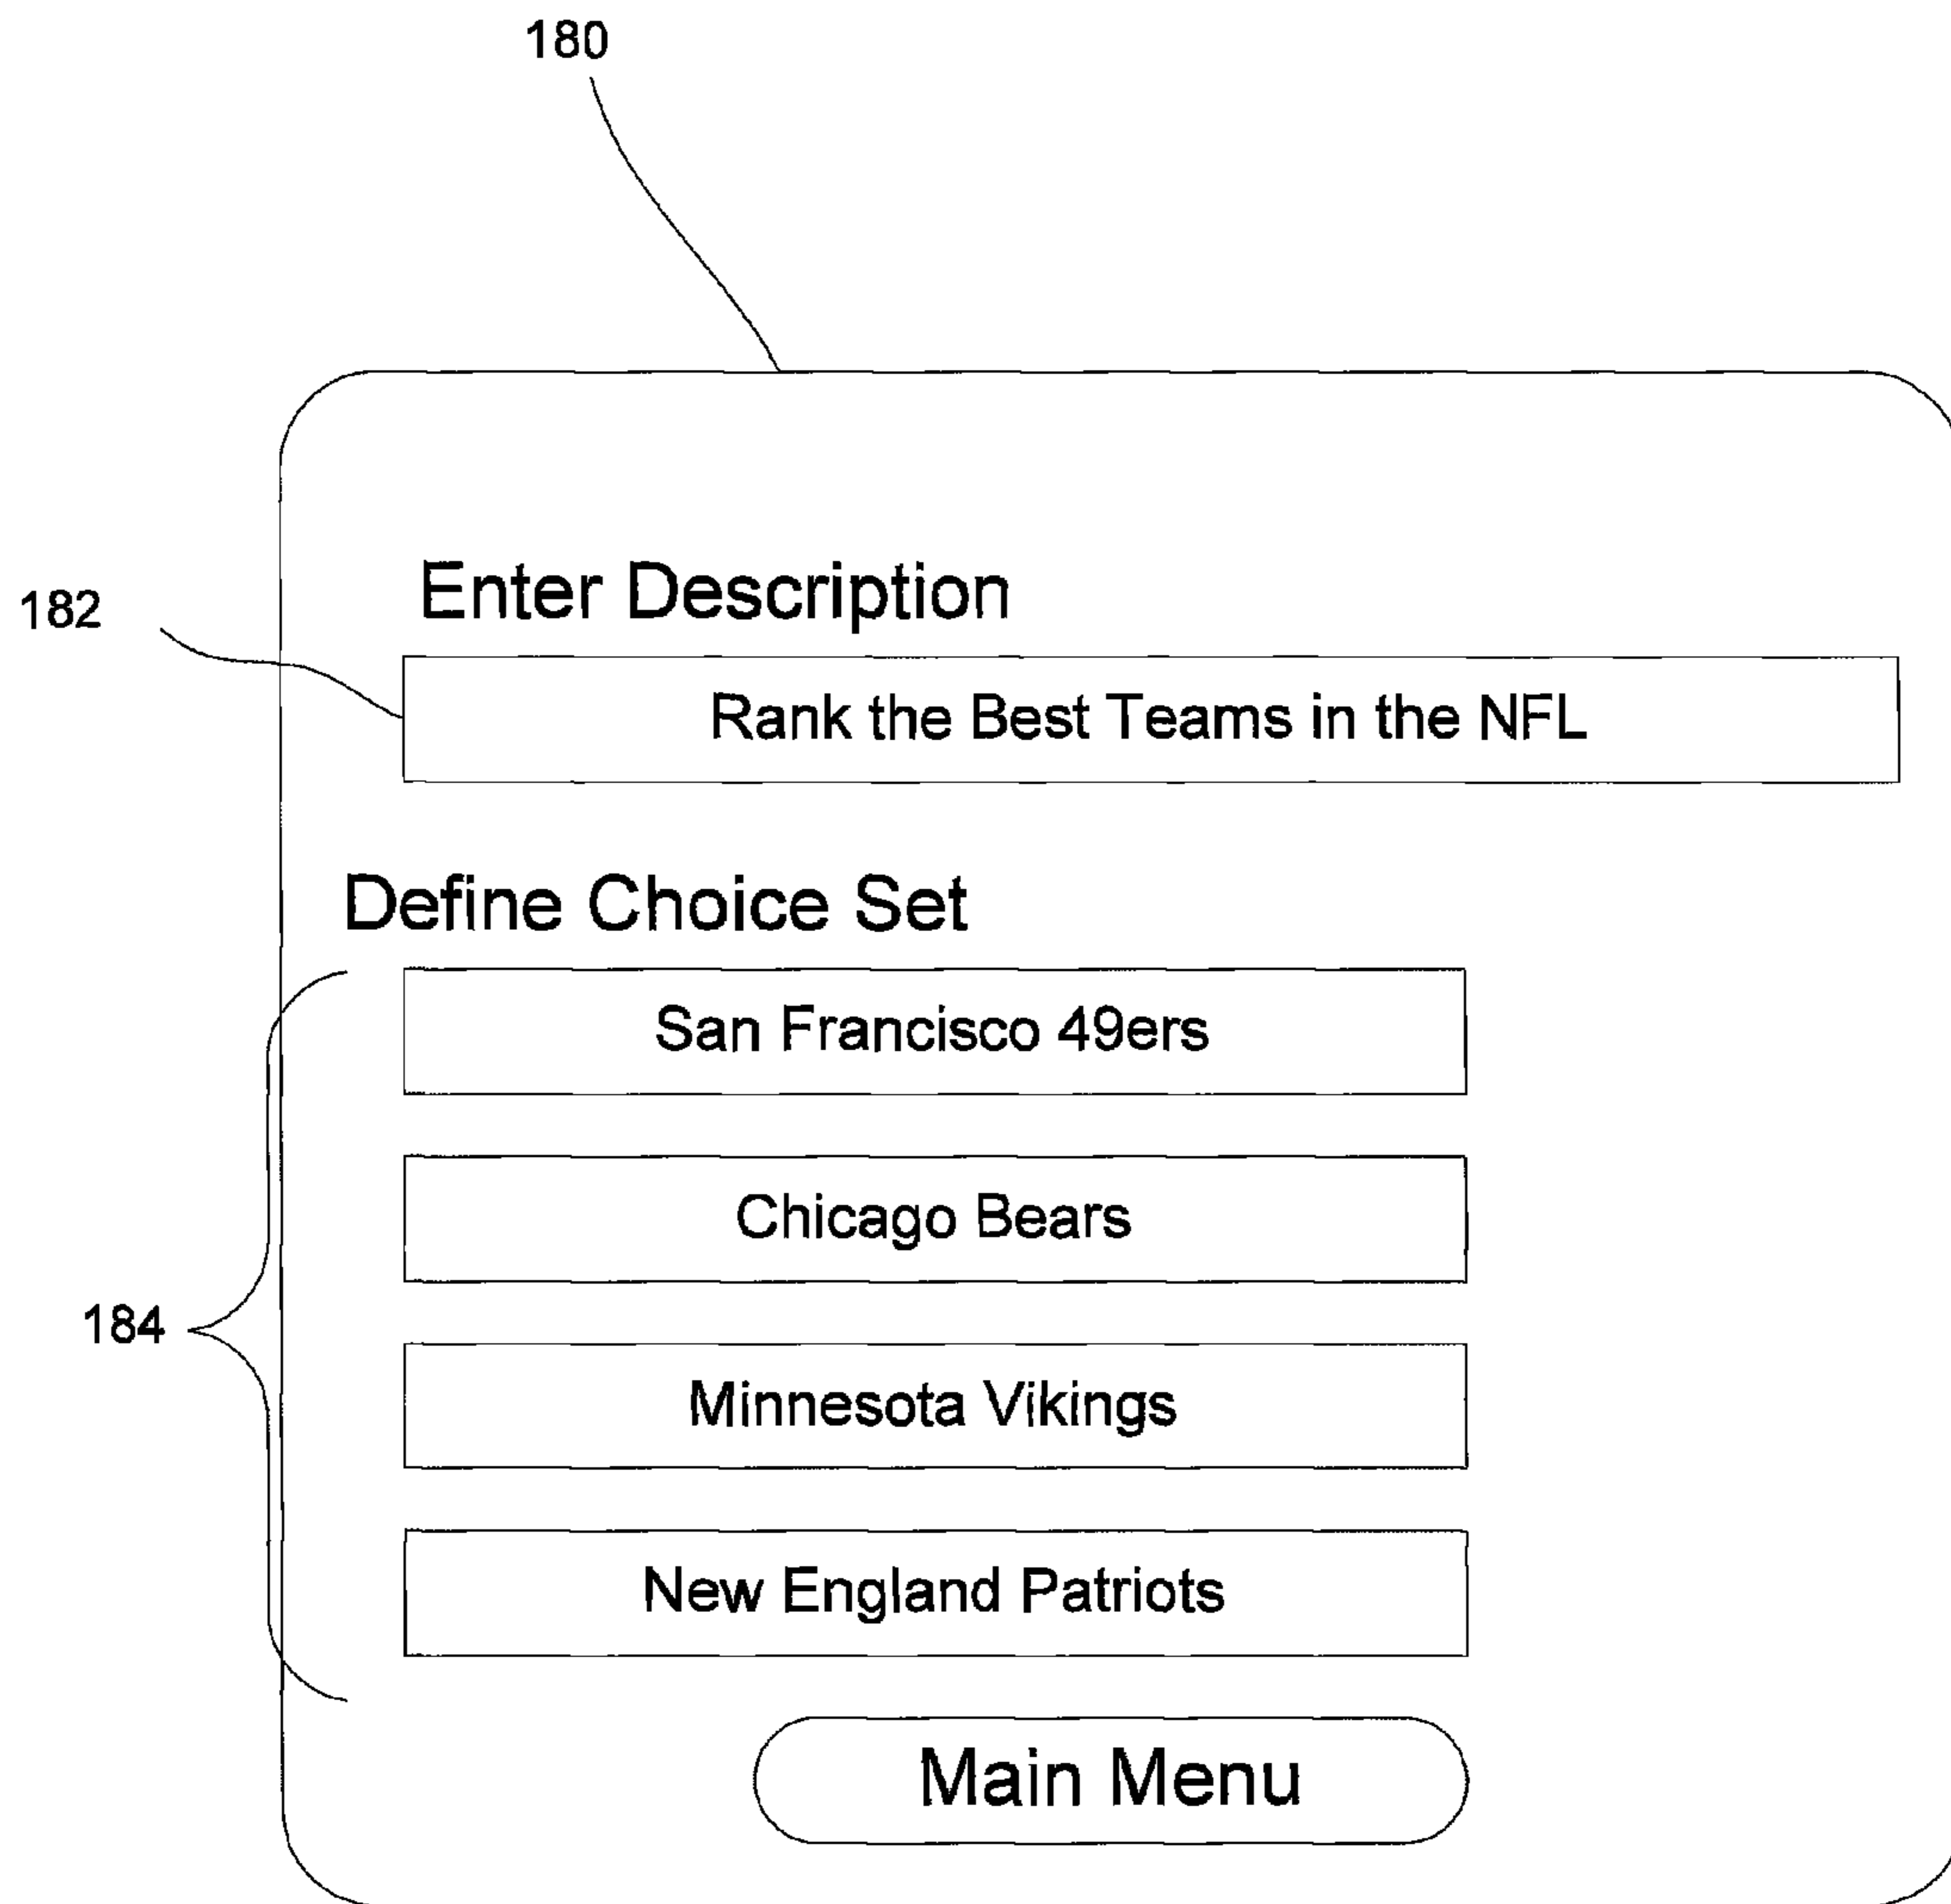 180
Enter Description
182
Rank the Best Teams in the NFL
Define Choice Set
San Francisco 49ers
Chicago Bears
184
Minnesota Vikings
New England Patriots
Main Menu